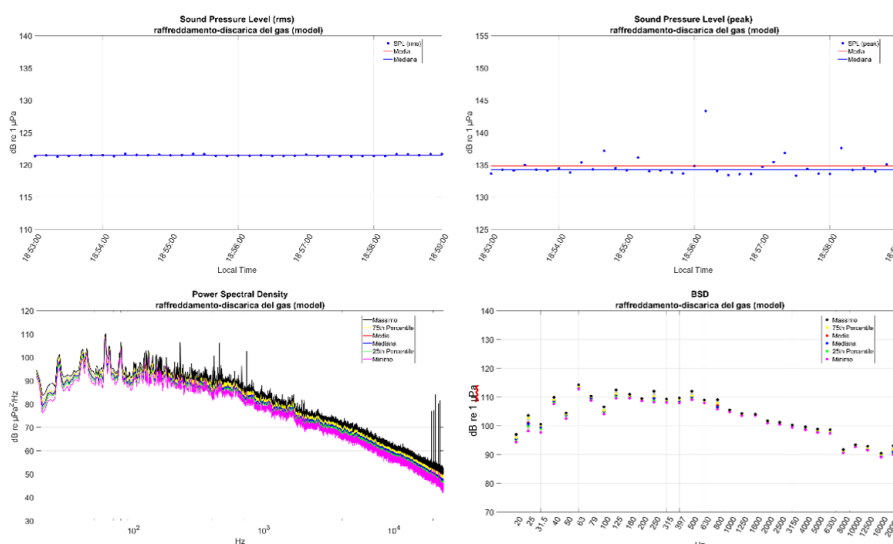 Sound Pressure Level (rms)
raffreddamento-discarica del gas (model)
140
135
130
125
120
115
110
dB re 1 µPa
SPL (rms)
Media
Mediana
18:53:00
18:54:00
18:55:00
18:56:00
18:57:00
18:58:00
18:59:00
Local Time
Sound Pressure Level (peak)
raffreddamento-discarica del gas (model)
155
150
145
140
135
130
125
dB re 1 µPa
SPL (peak)
Media
Mediana
18:53:00
18:54:00
18:55:00
18:56:00
18:57:00
18:58:00
Local Time
Power Spectral Density
raffreddamento-discarica del gas (model)
120
110
100
90
80
70
60
50
40
30
dB re µPa²/Hz
Massimo
75th Percentile
Media
Mediana
25th Percentile
Minimo
10²
10³
10⁴
Hz
BSD
raffreddamento-discarica del gas (model)
140
130
120
110
100
90
80
70
dB re 1 µPa
Massimo
75th Percentile
Media
Mediana
25th Percentile
Minimo
20
25
31.5
40
50
63
79
100
125
160
200
250
315
397
500
630
800
1000
1250
1600
2000
2500
3150
4000
5000
6300
8000
10000
12500
16000